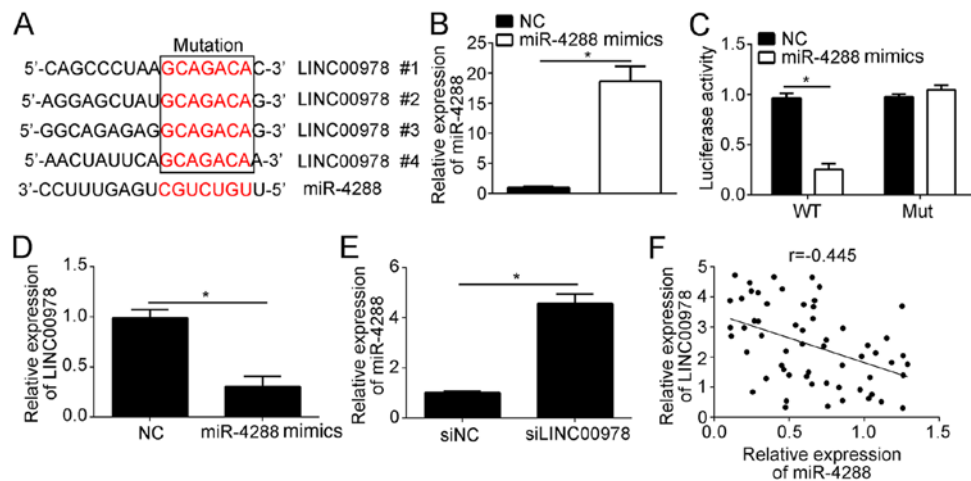 A
Mutation
5'-CAGCCCUAAGCAGACAC-3' LINC00978 #1
5'-AGGAGCUAUGCAGACAG-3' LINC00978 #2
5'-GGCAGAGAGGCAGACAG-3' LINC00978 #3
5'-AACUAUUCAGCAGACAA-3' LINC00978 #4
3'-CCUUUGAGUCGUCUGUU-5' miR-4288
B
NC
miR-4288 mimics
Relative expression
of miR-4288
25
20
15
10
5
0
*
C
NC
miR-4288 mimics
Luciferase activity
1.5
1.0
0.5
0.0
*
WT Mut
D
Relative expression
of LINC00978
1.5
1.0
0.5
0.0
*
NC miR-4288 mimics
E
Relative expression
of miR-4288
6
4
2
0
*
siNC siLINC00978
F
r=-0.445
Relative expression
of LINC00978
5
4
3
2
1
0
0.0 0.5 1.0 1.5
Relative expression
of miR-4288